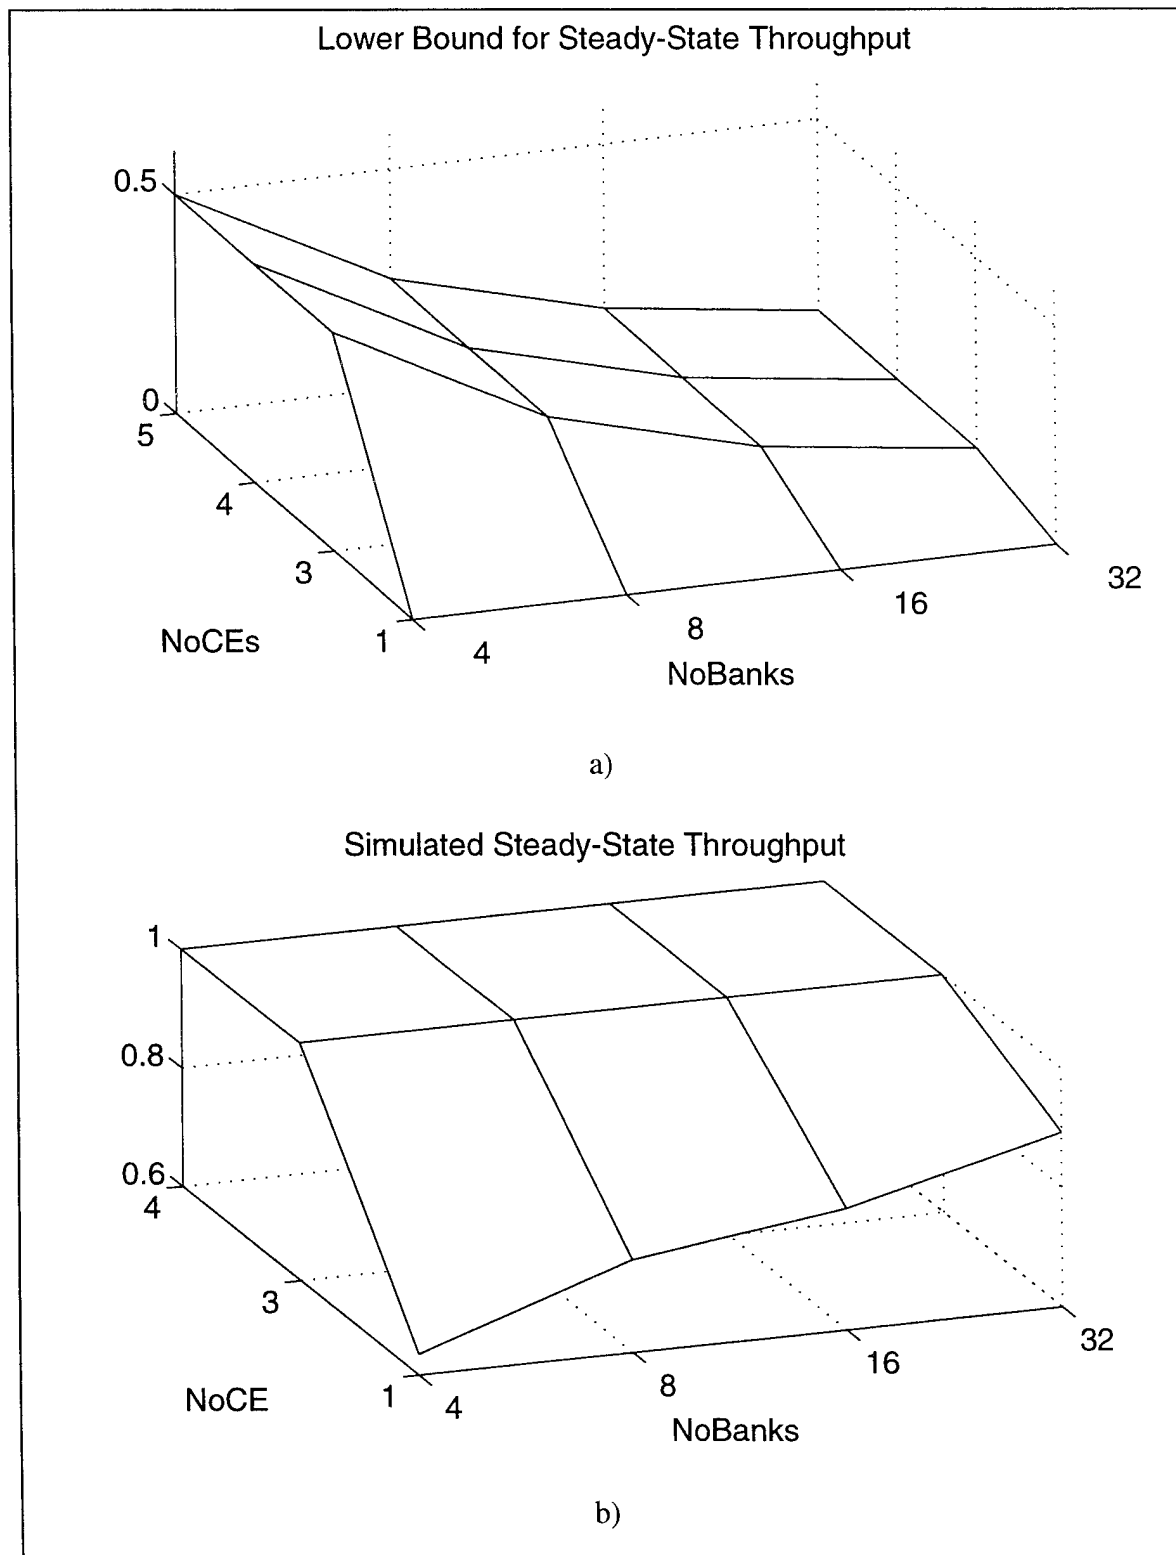 Lower Bound for Steady-State Throughput
0.5
0
5
4
3
1
4
8
16
32
NoCEs
NoBanks
a)
Simulated Steady-State Throughput
1
0.8
0.6
4
3
1
4
8
16
32
NoCE
NoBanks
b)